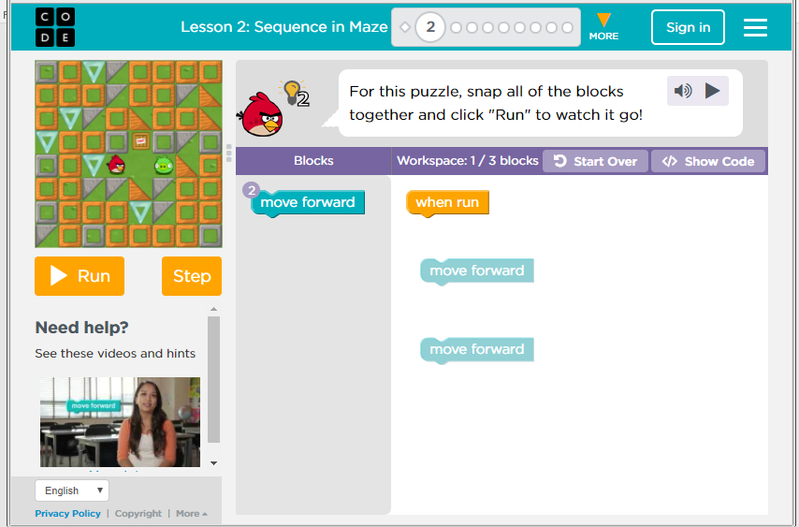 C O
D E
Lesson 2: Sequence in Maze
2
MORE
Sign in
2
For this puzzle, snap all of the blocks
together and click "Run" to watch it go!
Blocks
Workspace: 1 / 3 blocks
Start Over
</> Show Code
2
move forward
when run
move forward
move forward
Run
Step
Need help?
See these videos and hints
move forward
English
Privacy Policy | Copyright | More